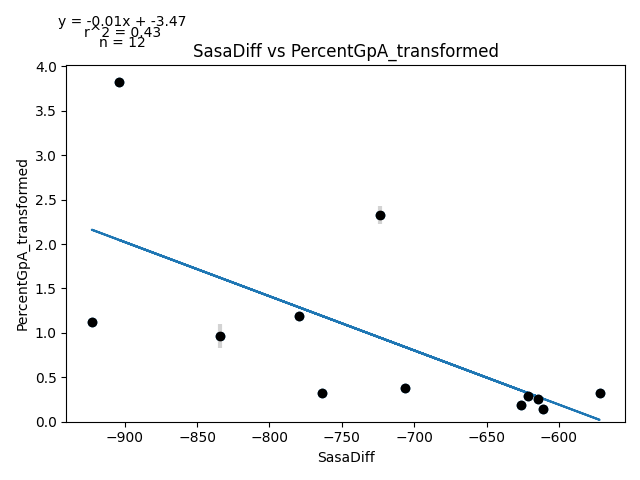 y = -0.01x + -3.47
r^2 = 0.43
n = 12
SasaDiff vs PercentGpA_transformed
4.0
3.5
3.0
2.5
2.0
1.5
1.0
0.5
0.0
PercentGpA_transformed
−900 −850 −800 −750 −700 −650 −600
SasaDiff